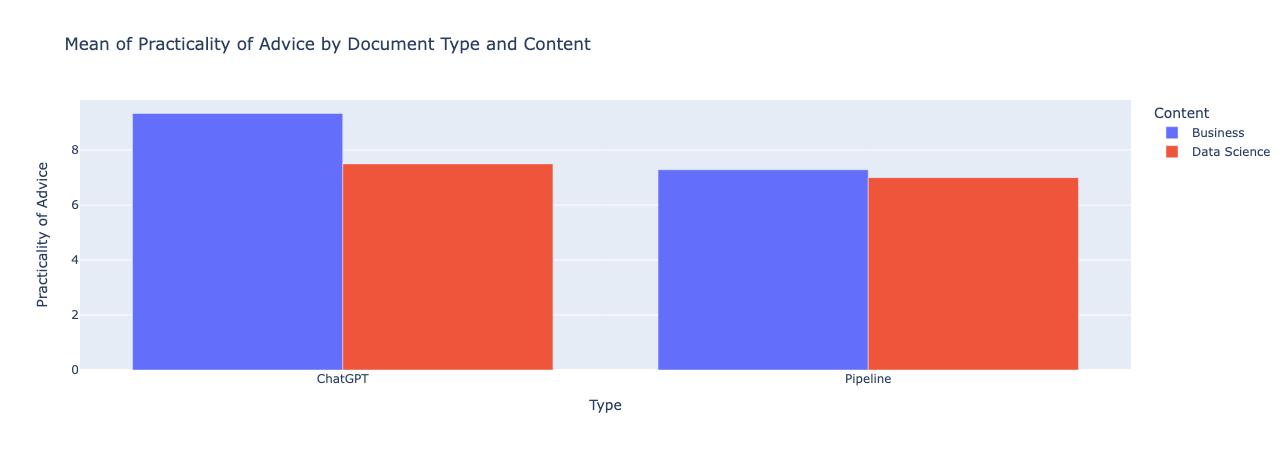 Mean of Practicality of Advice by Document Type and Content
Content
Business
Data Science
Practicality of Advice
8
6
4
2
0
ChatGPT
Pipeline
Type